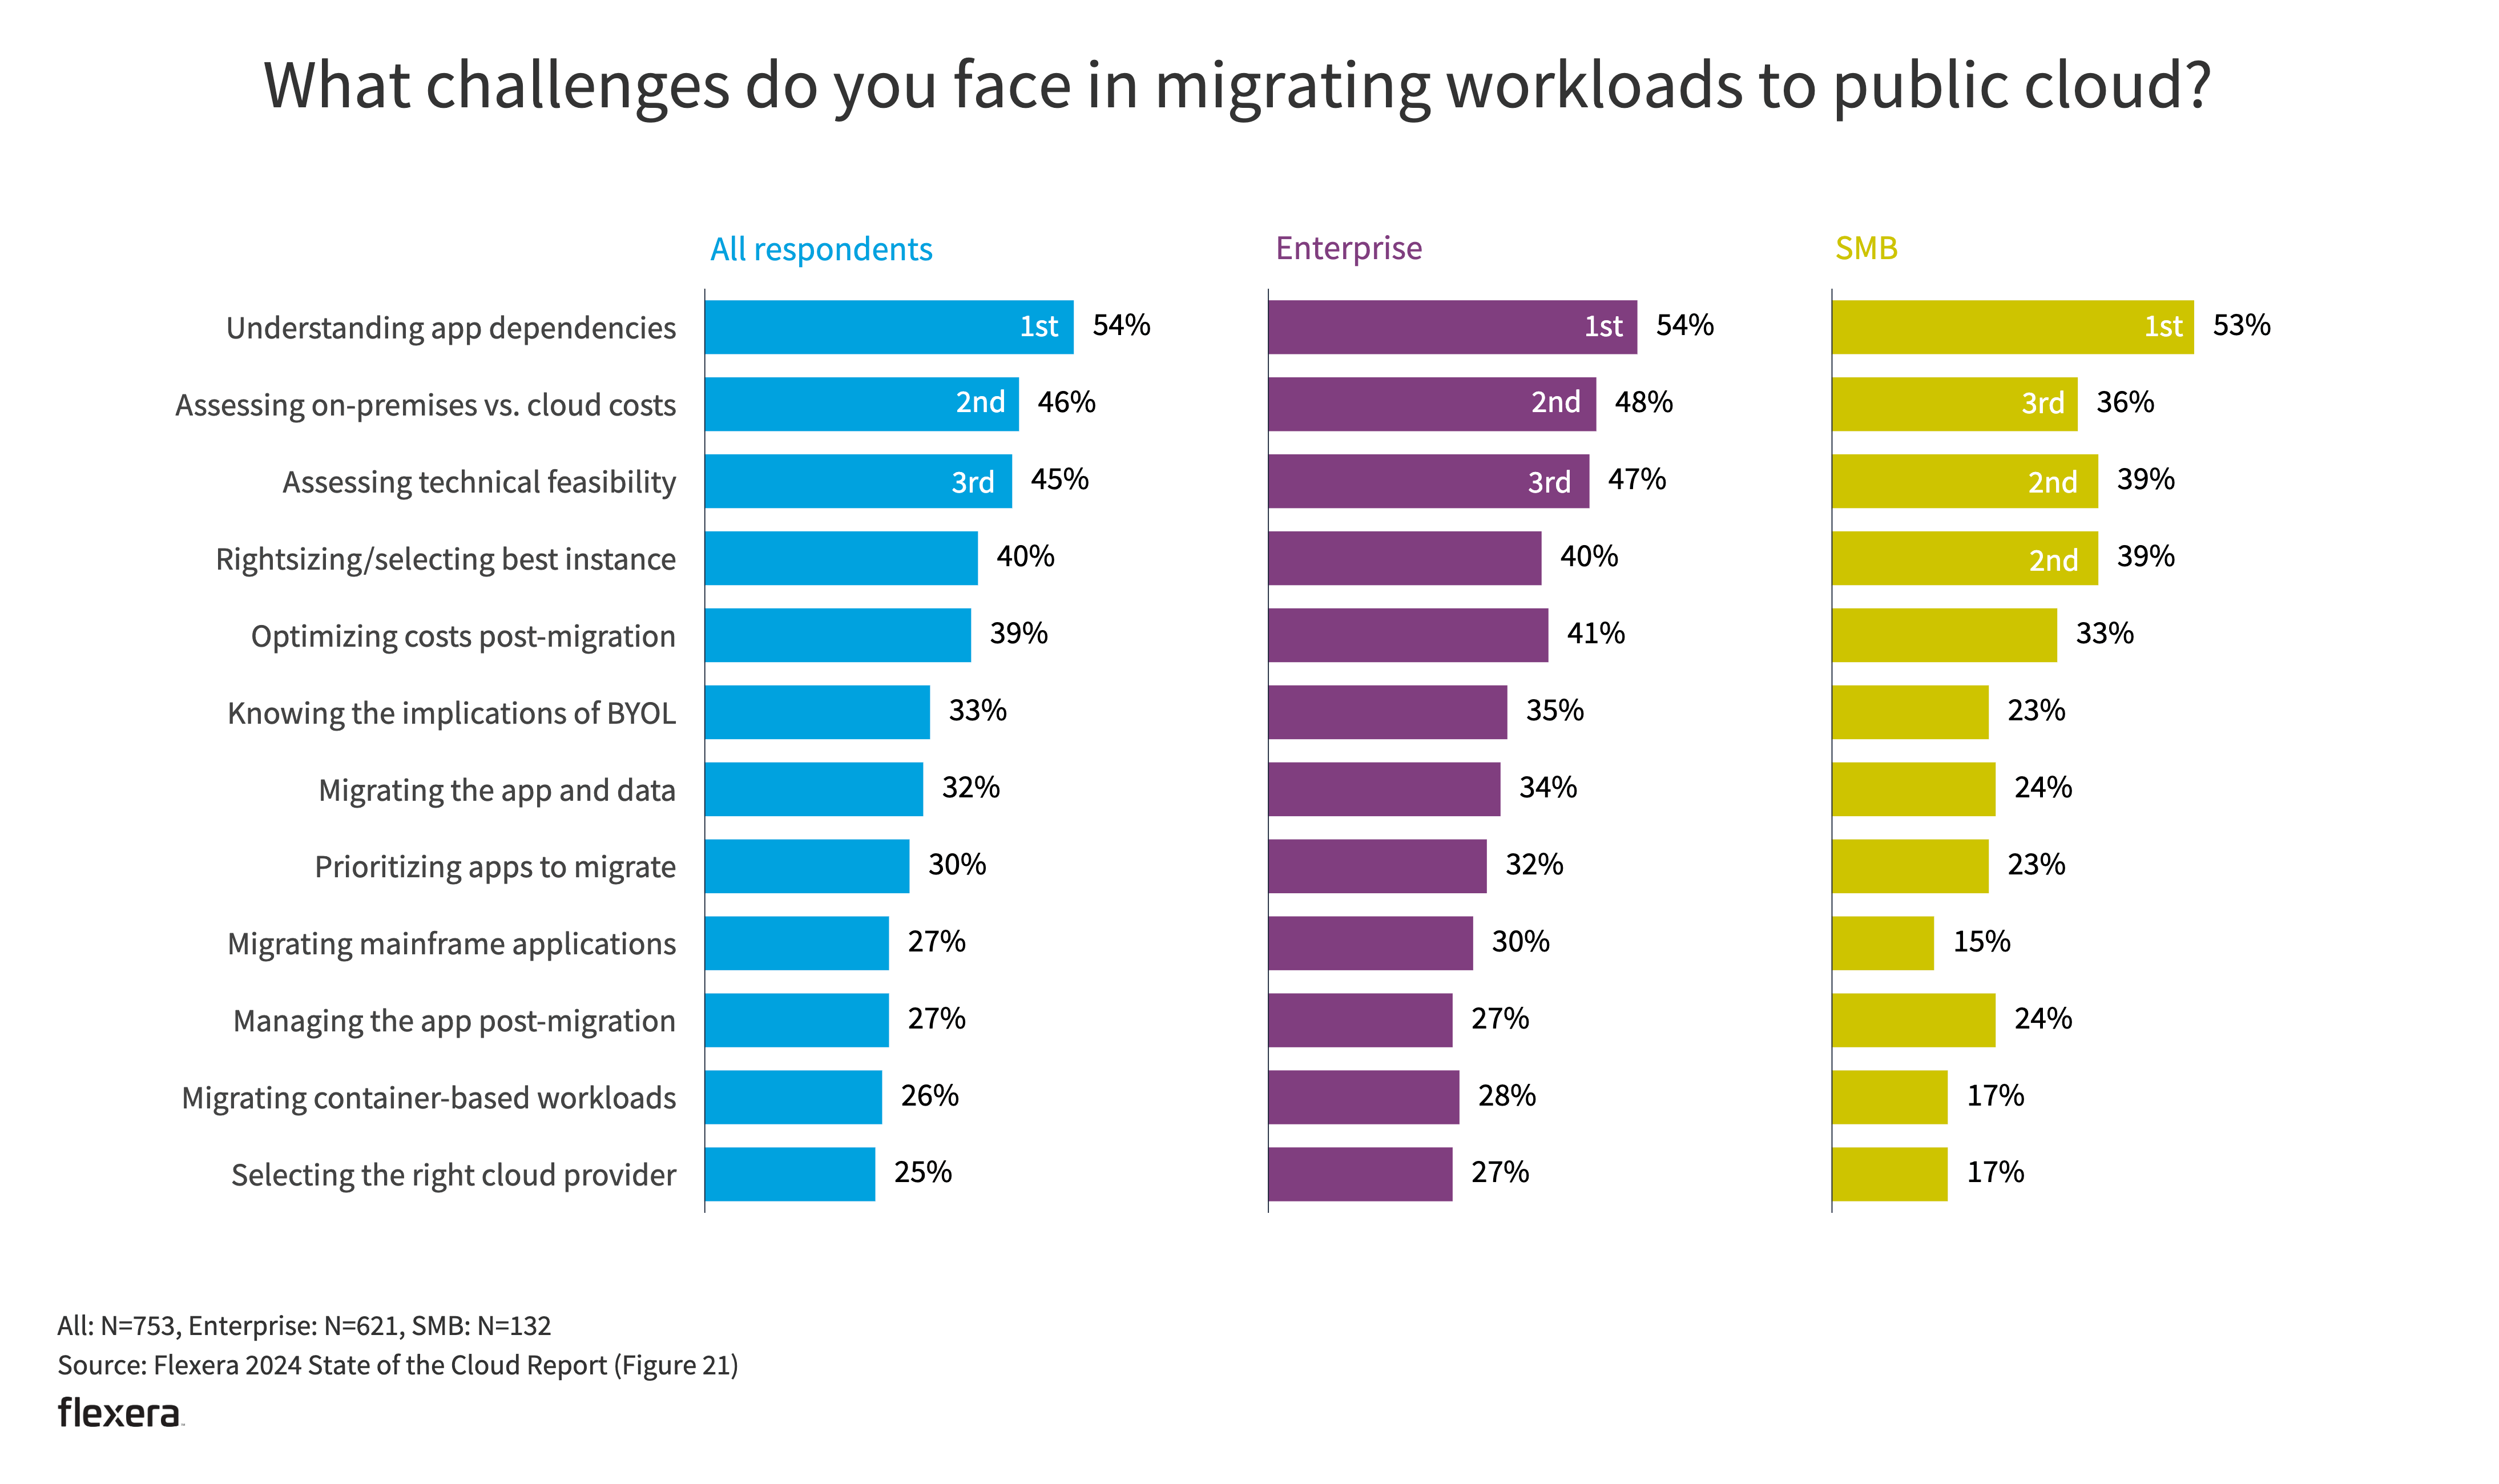 What challenges do you face in migrating workloads to public cloud?
All respondents Enterprise SMB
Understanding app dependencies 1st 54% 1st 54% 1st 53%
Assessing on-premises vs. cloud costs 2nd 46% 2nd 48% 3rd 36%
Assessing technical feasibility 3rd 45% 3rd 47% 2nd 39%
Rightsizing/selecting best instance 40% 40% 2nd 39%
Optimizing costs post-migration 39% 41% 33%
Knowing the implications of BYOL 33% 35% 23%
Migrating the app and data 32% 34% 24%
Prioritizing apps to migrate 30% 32% 23%
Migrating mainframe applications 27% 30% 15%
Managing the app post-migration 27% 27% 24%
Migrating container-based workloads 26% 28% 17%
Selecting the right cloud provider 25% 27% 17%
All: N=753, Enterprise: N=621, SMB: N=132
Source: Flexera 2024 State of the Cloud Report (Figure 21)
flexera